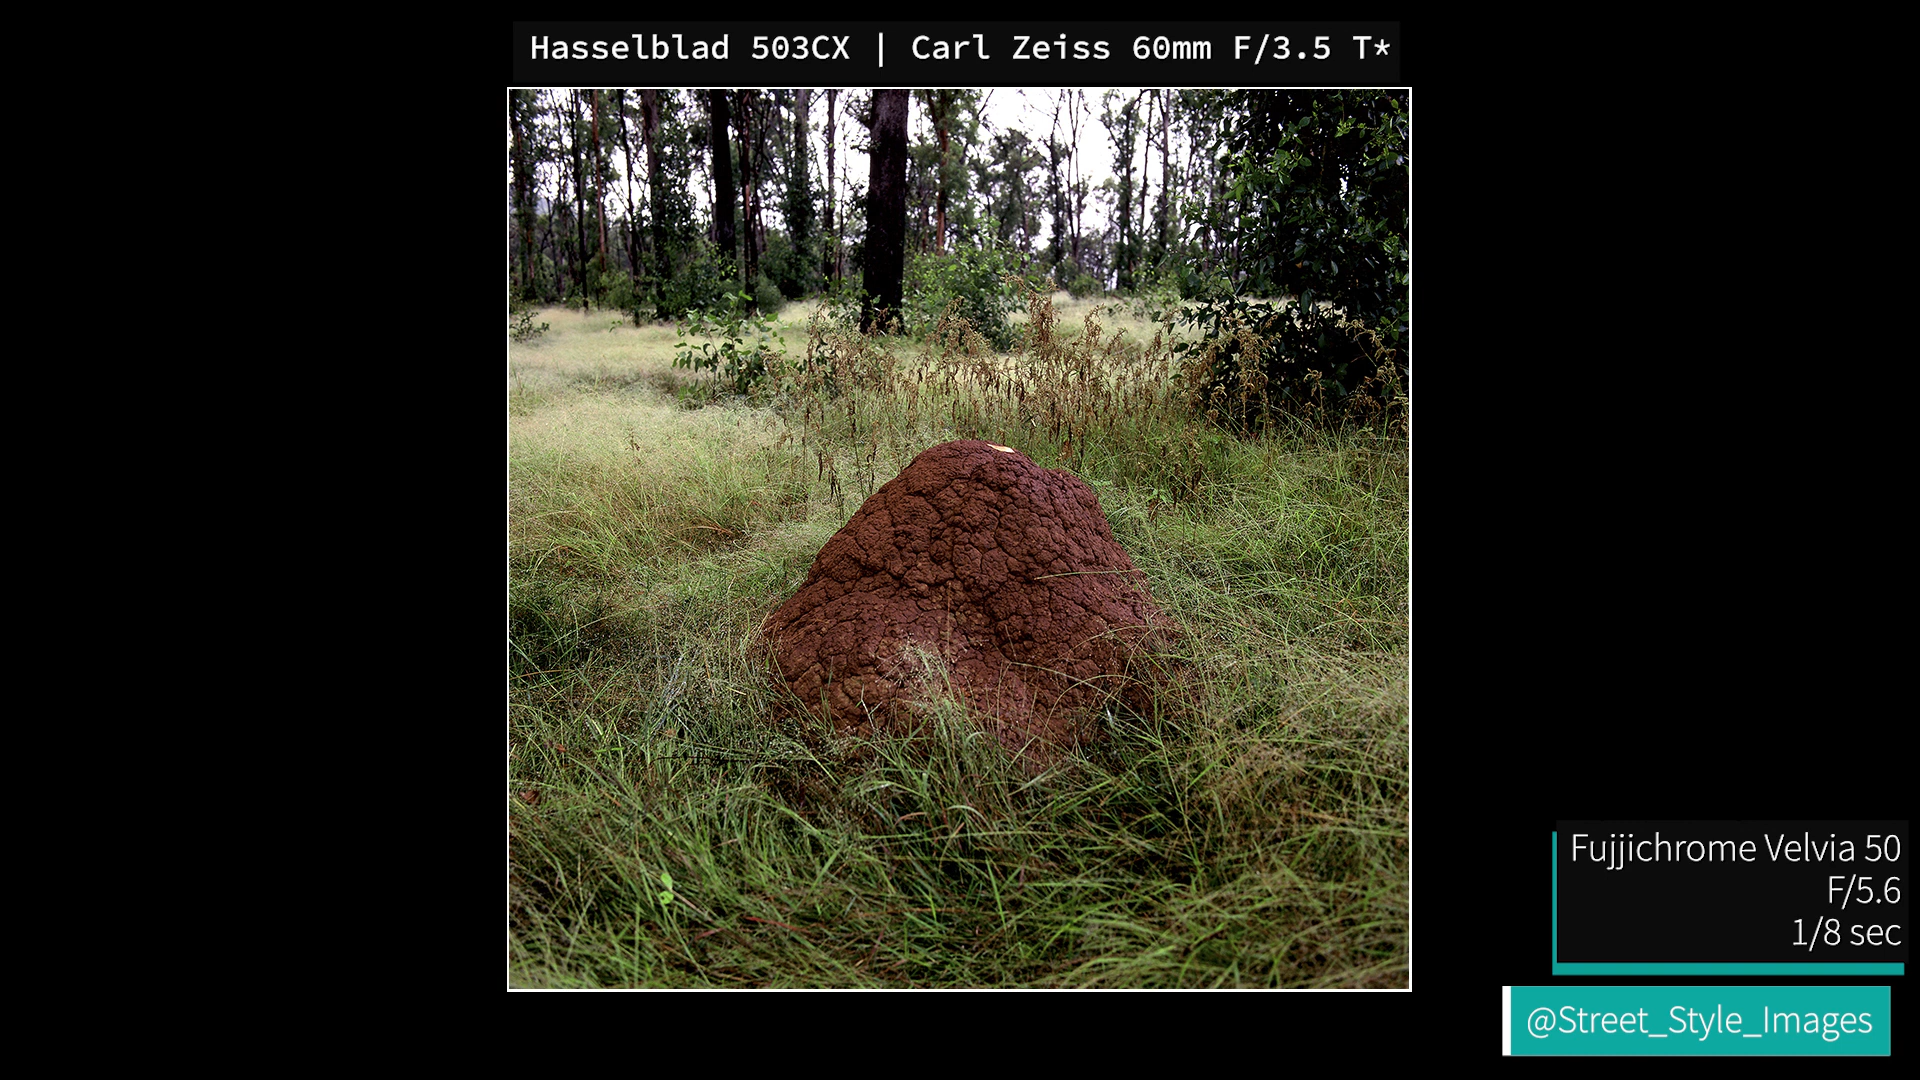 Hasselblad 503CX | Carl Zeiss 60mm F/3.5 T*
Fujjichrome Velvia 50
F/5.6
1/8 sec
@Street_Style_Images